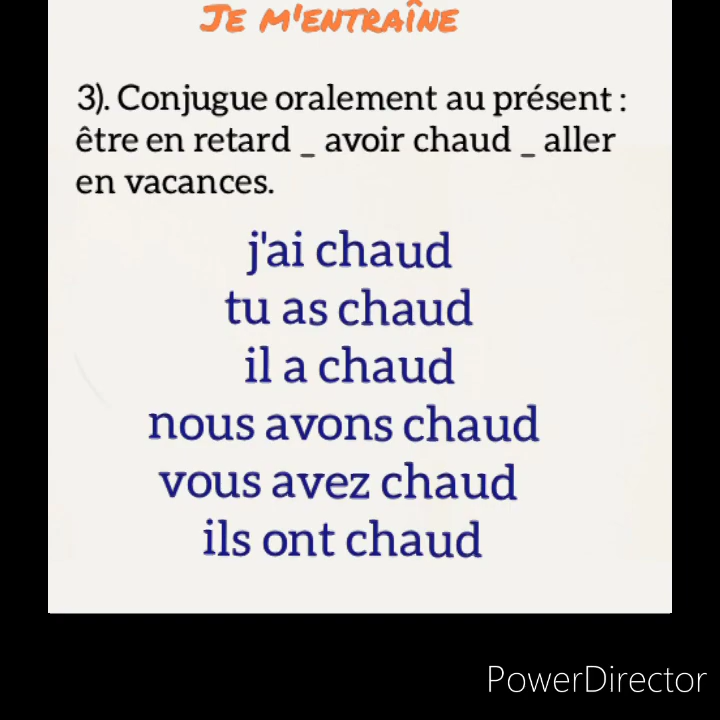 JE M'ENTRAÎNE
3). Conjugue oralement au présent :
être en retard _ avoir chaud _ aller
en vacances.
j'ai chaud
tu as chaud
il a chaud
nous avons chaud
vous avez chaud
ils ont chaud
PowerDirector